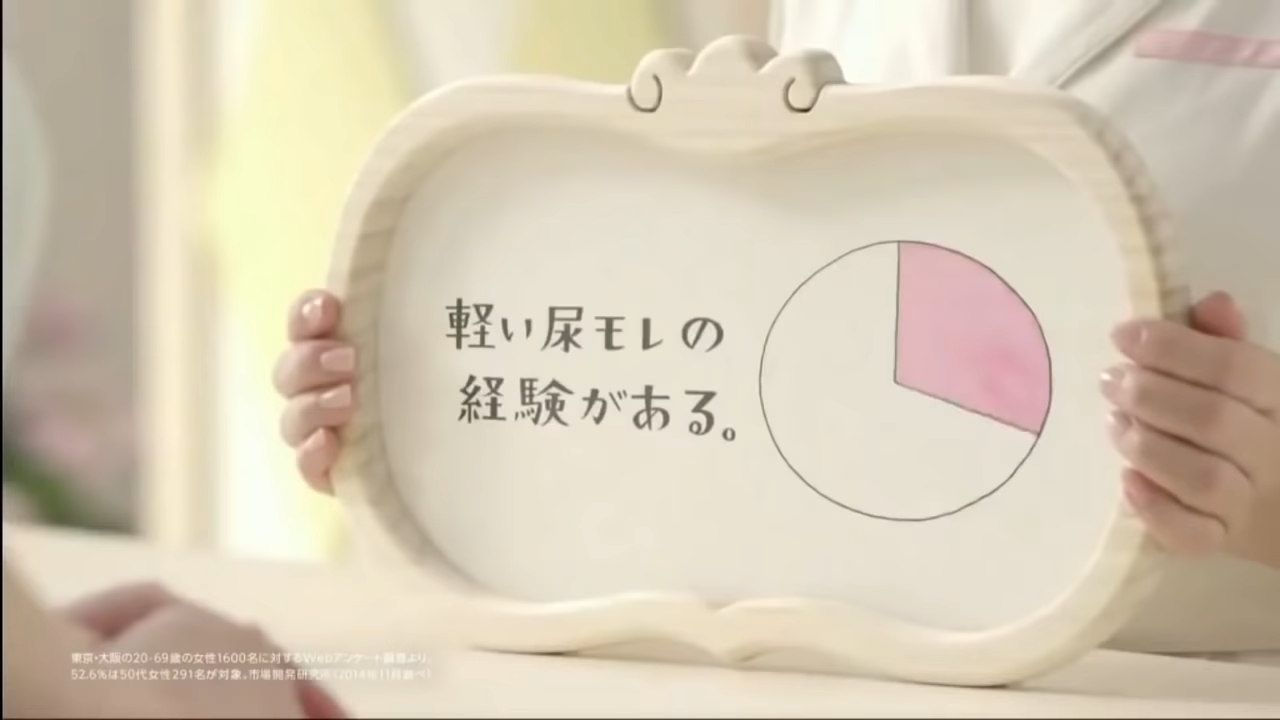 軽い尿モレの
経験がある。
東京・大阪の20-69歳の女性1600名に対するWebアンケート調査より。
52.6%は50代女性291名が対象。市場開発研究所(2014年11月調べ)